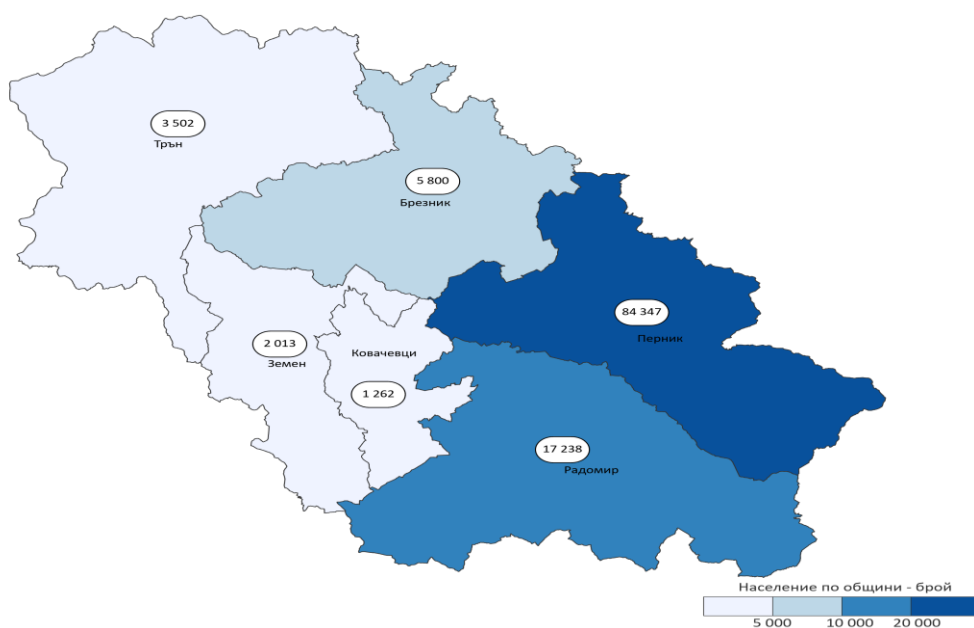 3 502
Трън
5 800
Брезник
84 347
Перник
2 013
Земен
Ковачевци
1 262
17 238
Радомир
Население по общини - брой
5 000 10 000 20 000